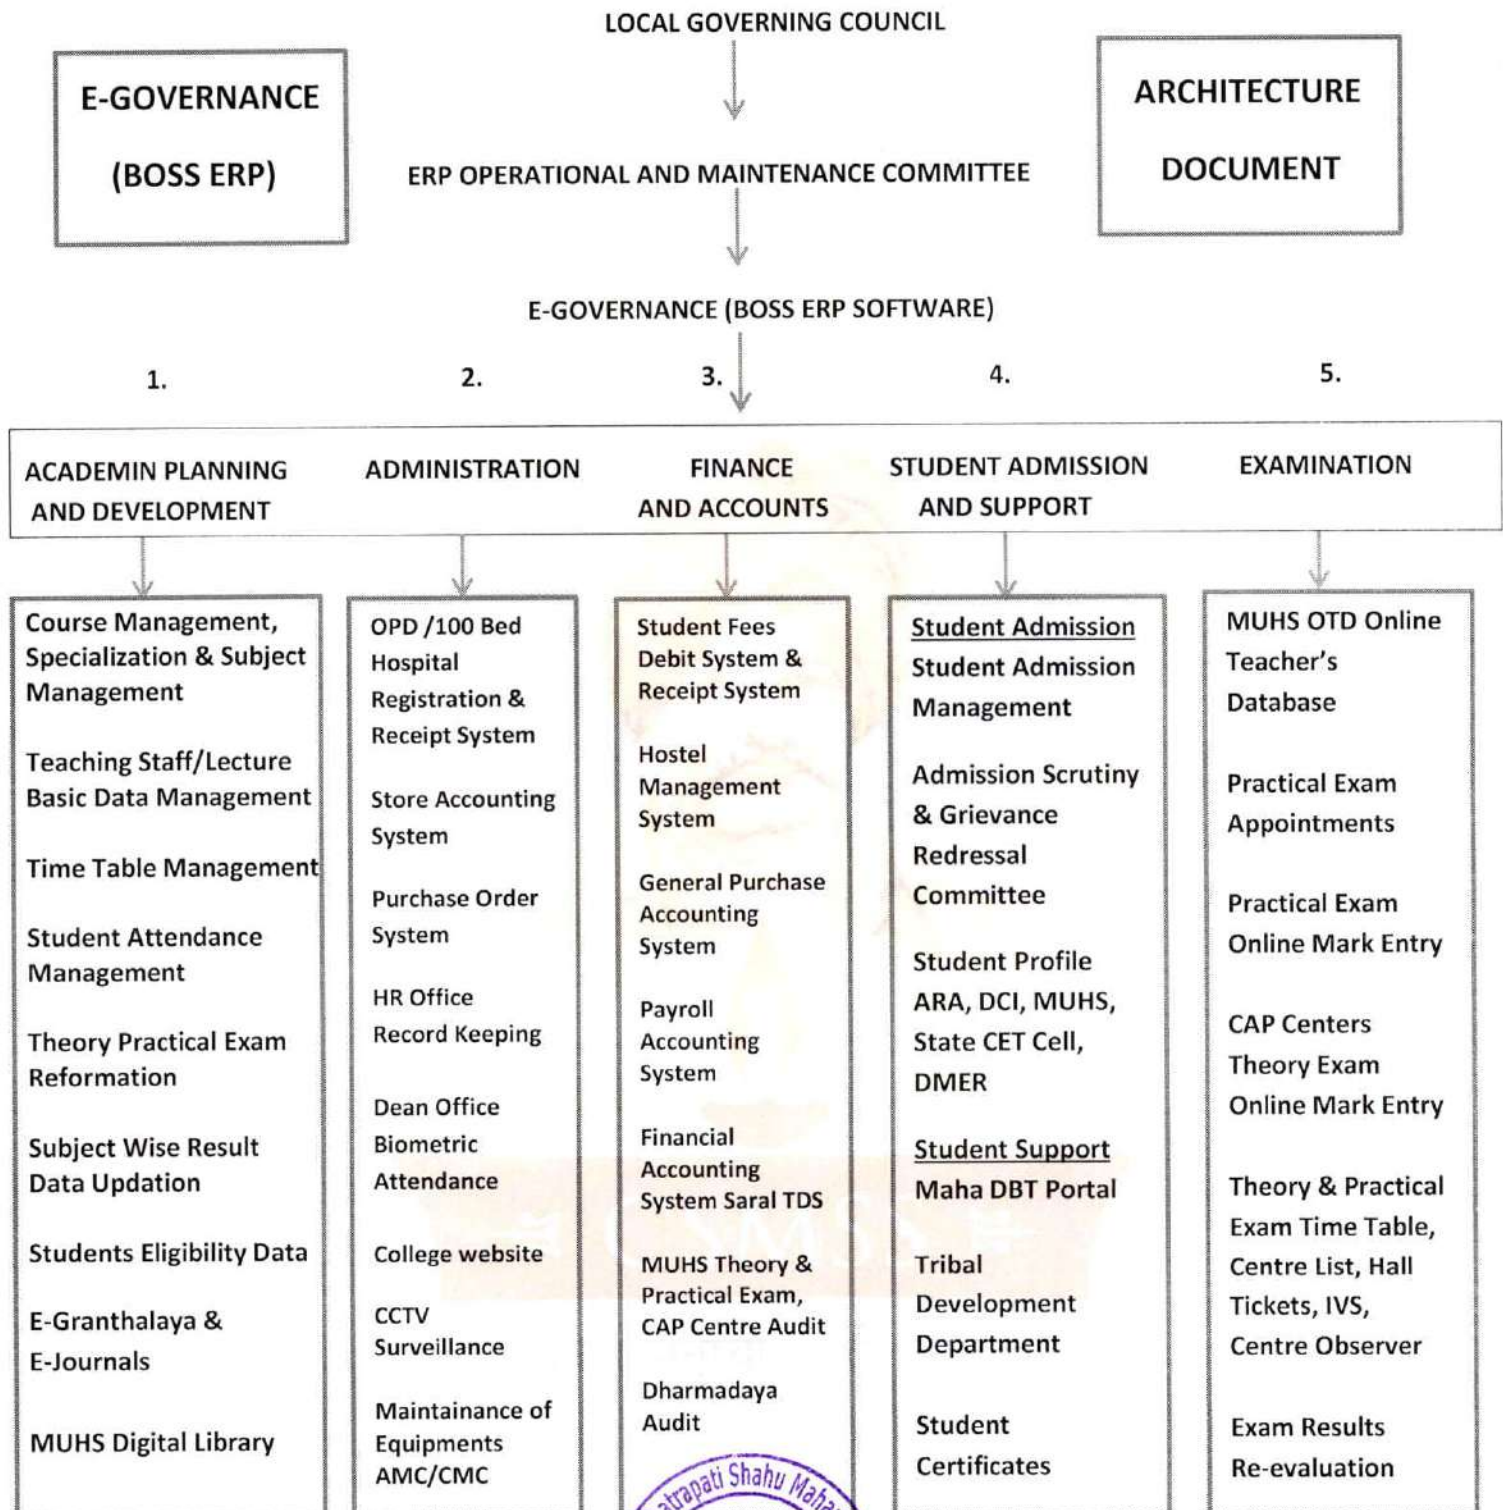 LOCAL GOVERNING COUNCIL
E-GOVERNANCE
(BOSS ERP)
ARCHITECTURE
DOCUMENT
ERP OPERATIONAL AND MAINTENANCE COMMITTEE
E-GOVERNANCE (BOSS ERP SOFTWARE)
1.
2.
3.
4.
5.
ACADEMIN PLANNING
AND DEVELOPMENT
ADMINISTRATION
FINANCE
AND ACCOUNTS
STUDENT ADMISSION
AND SUPPORT
EXAMINATION
Course Management,
Specialization & Subject
Management
Teaching Staff/Lecture
Basic Data Management
Time Table Management
Student Attendance
Management
Theory Practical Exam
Reformation
Subject Wise Result
Data Updation
Students Eligibility Data
E-Granthalaya &
E-Journals
MUHS Digital Library
OPD /100 Bed
Hospital
Registration &
Receipt System
Store Accounting
System
Purchase Order
System
HR Office
Record Keeping
Dean Office
Biometric
Attendance
College website
CCTV
Surveillance
Maintainance of
Equipments
AMC/CMC
Student Fees
Debit System &
Receipt System
Hostel
Management
System
General Purchase
Accounting
System
Payroll
Accounting
System
Financial
Accounting
System Saral TDS
MUHS Theory &
Practical Exam,
CAP Centre Audit
Dharmadaya
Audit
Student Admission
Student Admission
Management
Admission Scrutiny
& Grievance
Redressal
Committee
Student Profile
ARA, DCI, MUHS,
State CET Cell,
DMER
Student Support
Maha DBT Portal
Tribal
Development
Department
Student
Certificates
MUHS OTD Online
Teacher's
Database
Practical Exam
Appointments
Practical Exam
Online Mark Entry
CAP Centers
Theory Exam
Online Mark Entry
Theory & Practical
Exam Time Table,
Centre List, Hall
Tickets, IVS,
Centre Observer
Exam Results
Re-evaluation
Shahu